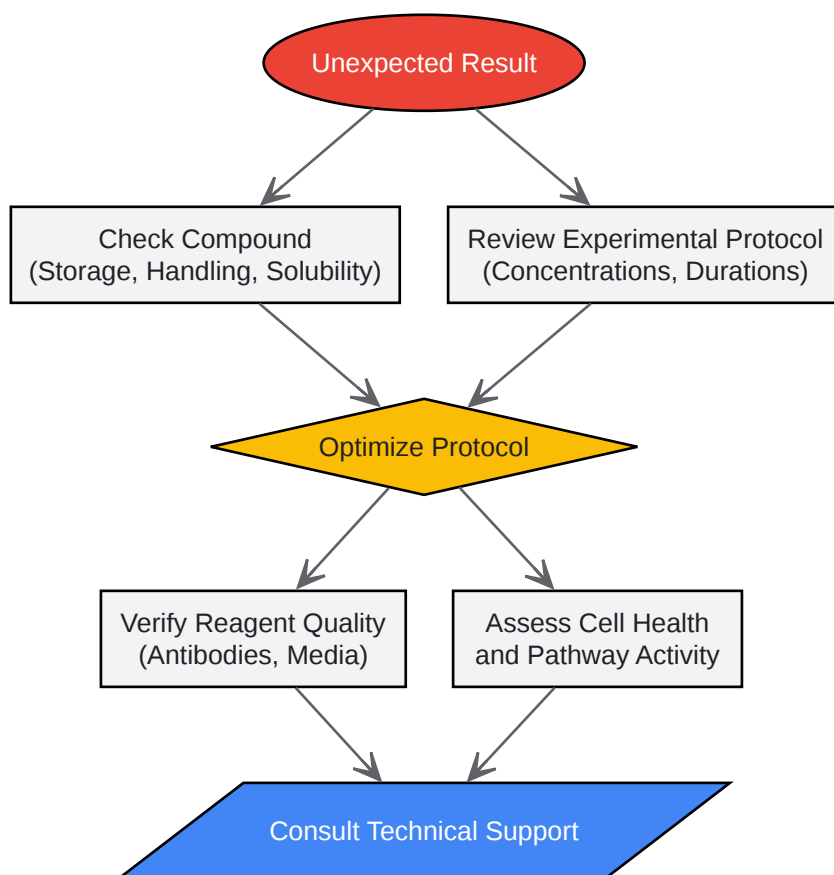 Unexpected Result
Check Compound
(Storage, Handling, Solubility)
Review Experimental Protocol
(Concentrations, Durations)
Optimize Protocol
Verify Reagent Quality
(Antibodies, Media)
Assess Cell Health
and Pathway Activity
Consult Technical Support